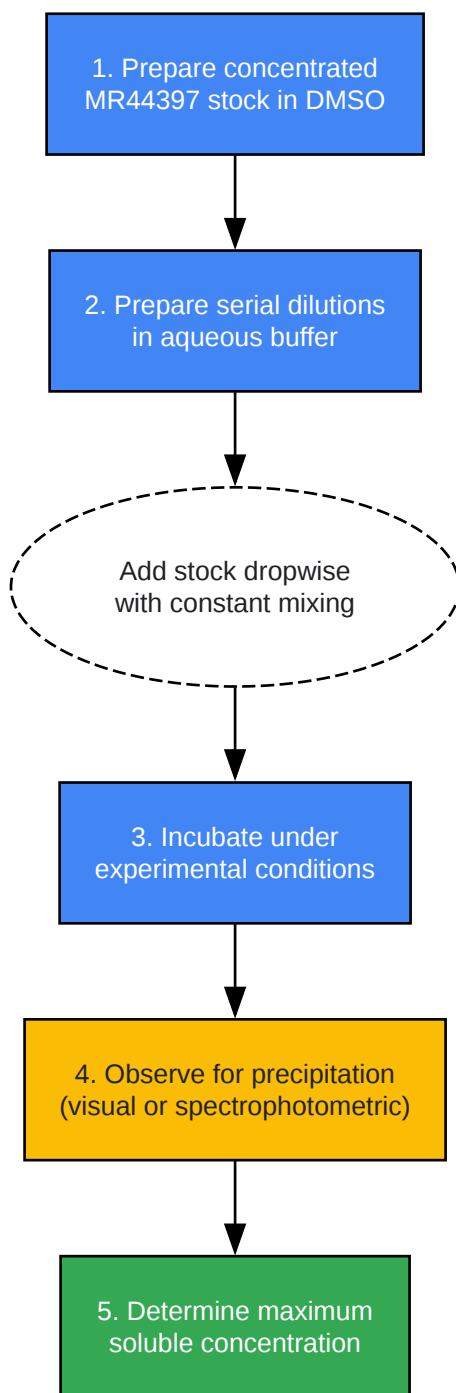 1. Prepare concentrated
MR44397 stock in DMSO
2. Prepare serial dilutions
in aqueous buffer
Add stock dropwise
with constant mixing
3. Incubate under
experimental conditions
4. Observe for precipitation
(visual or spectrophotometric)
5. Determine maximum
soluble concentration